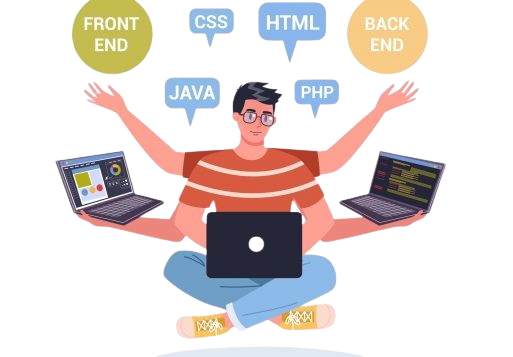 FRONT
END
CSS
HTML
BACK
END
JAVA
PHP